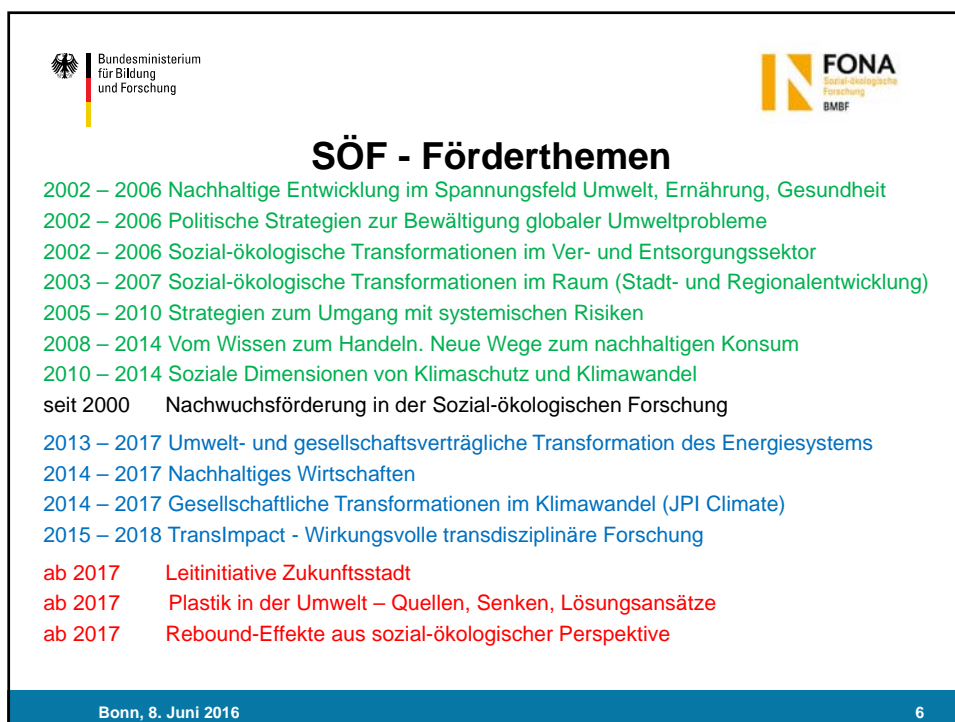 Bundesministerium
für Bildung
und Forschung
FONA
Sozial-ökologische
Forschung
BMBF
SÖF - Förderthemen
2002 – 2006 Nachhaltige Entwicklung im Spannungsfeld Umwelt, Ernährung, Gesundheit
2002 – 2006 Politische Strategien zur Bewältigung globaler Umweltprobleme
2002 – 2006 Sozial-ökologische Transformationen im Ver- und Entsorgungssektor
2003 – 2007 Sozial-ökologische Transformationen im Raum (Stadt- und Regionalentwicklung)
2005 – 2010 Strategien zum Umgang mit systemischen Risiken
2008 – 2014 Vom Wissen zum Handeln. Neue Wege zum nachhaltigen Konsum
2010 – 2014 Soziale Dimensionen von Klimaschutz und Klimawandel
seit 2000 Nachwuchsförderung in der Sozial-ökologischen Forschung
2013 – 2017 Umwelt- und gesellschaftsverträgliche Transformation des Energiesystems
2014 – 2017 Nachhaltiges Wirtschaften
2014 – 2017 Gesellschaftliche Transformationen im Klimawandel (JPI Climate)
2015 – 2018 TransImpact - Wirkungsvolle transdisziplinäre Forschung
ab 2017 Leitinitiative Zukunftsstadt
ab 2017 Plastik in der Umwelt – Quellen, Senken, Lösungsansätze
ab 2017 Rebound-Effekte aus sozial-ökologischer Perspektive
Bonn, 8. Juni 2016 6